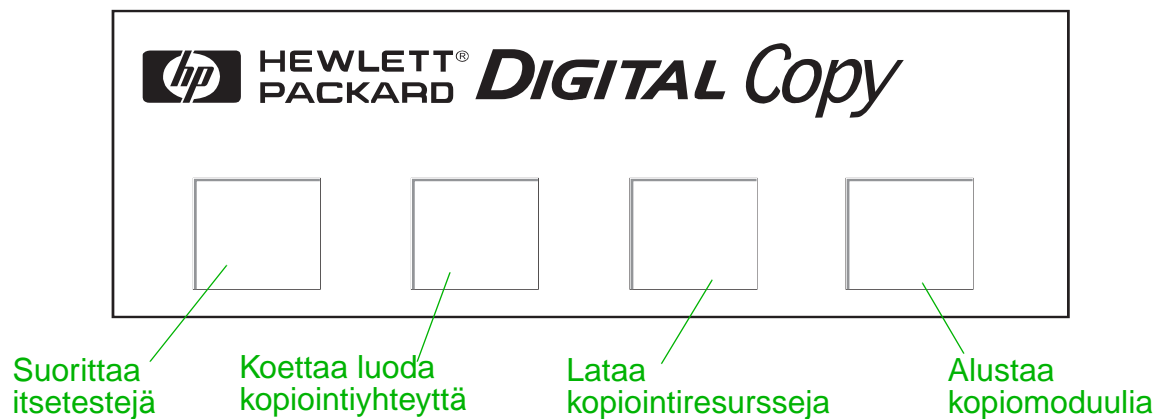 hp HEWLETT® PACKARD DIGITAL Copy
Suorittaa itsetestejä
Koettaa luoda kopiointiyhteyttä
Lataa kopiointiresursseja
Alustaa kopiomoduulia